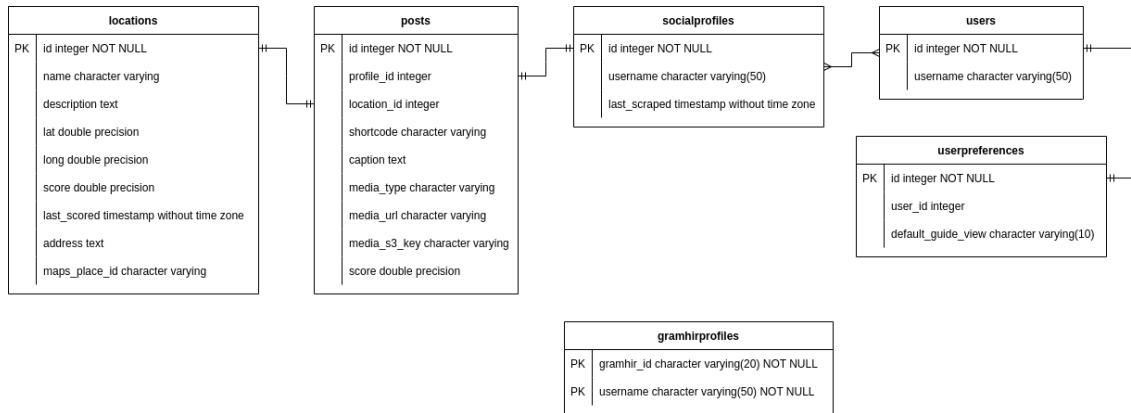 locations
PK id integer NOT NULL
name character varying
description text
lat double precision
long double precision
score double precision
last_scored timestamp without time zone
address text
maps_place_id character varying
posts
PK id integer NOT NULL
profile_id integer
location_id integer
shortcode character varying
caption text
media_type character varying
media_url character varying
media_s3_key character varying
score double precision
socialprofiles
PK id integer NOT NULL
username character varying(50)
last_scraped timestamp without time zone
users
PK id integer NOT NULL
username character varying(50)
userpreferences
PK id integer NOT NULL
user_id integer
default_guide_view character varying(10)
gramhirprofiles
PK gramhir_id character varying(20) NOT NULL
PK username character varying(50) NOT NULL